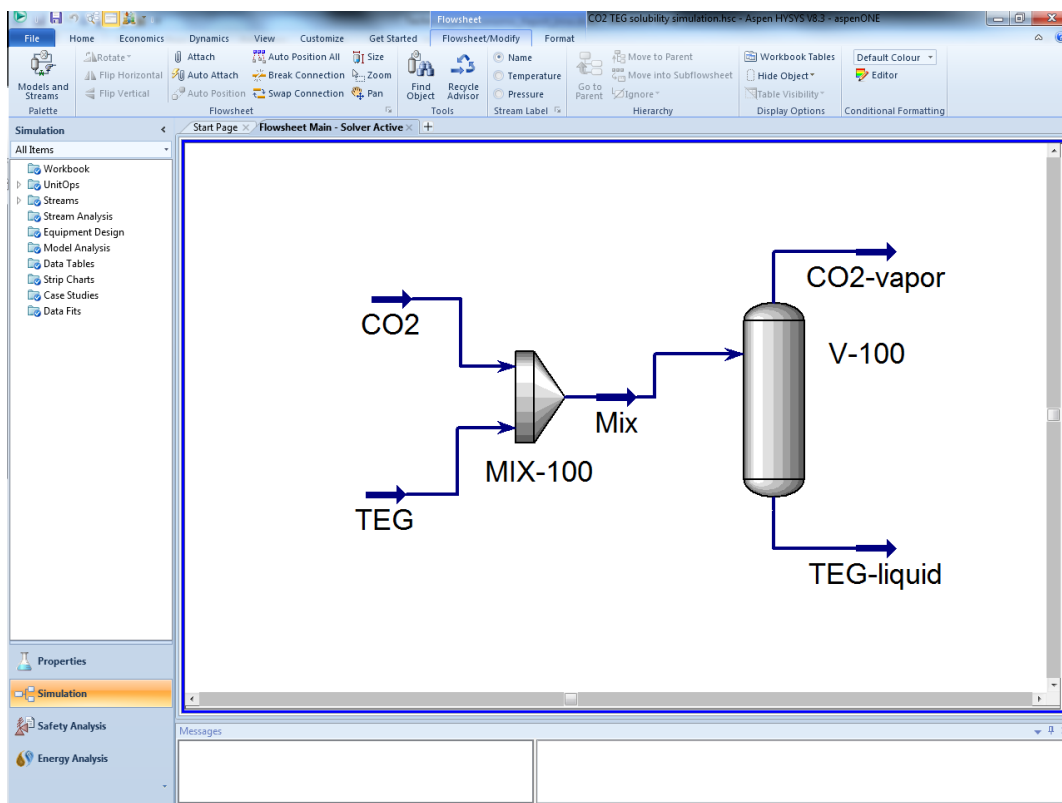 Flowsheet
CO2 TEG solubility simulation.hsc - Aspen HYSYS V8.3 - aspenONE
File Home Economics Dynamics View Customize Get Started Flowsheet/Modify Format
Models and Streams
Palette
Rotate
Flip Horizontal
Flip Vertical
Attach
Auto Attach
Auto Position
Auto Position All
Break Connection
Swap Connection
Size
Zoom
Pan
Flowsheet
Find Object
Recycle Advisor
Tools
Name
Temperature
Pressure
Stream Label
Go to Parent
Move to Parent
Move into Subflowsheet
Ignore
Hierarchy
Workbook Tables
Hide Object
Table Visibility
Display Options
Default Colour
Editor
Conditional Formatting
Simulation
All Items
Workbook
UnitOps
Streams
Stream Analysis
Equipment Design
Model Analysis
Data Tables
Strip Charts
Case Studies
Data Fits
Properties
Simulation
Safety Analysis
Energy Analysis
Start Page
Flowsheet Main - Solver Active
CO2-vapor
CO2
V-100
Mix
MIX-100
TEG
TEG-liquid
Messages